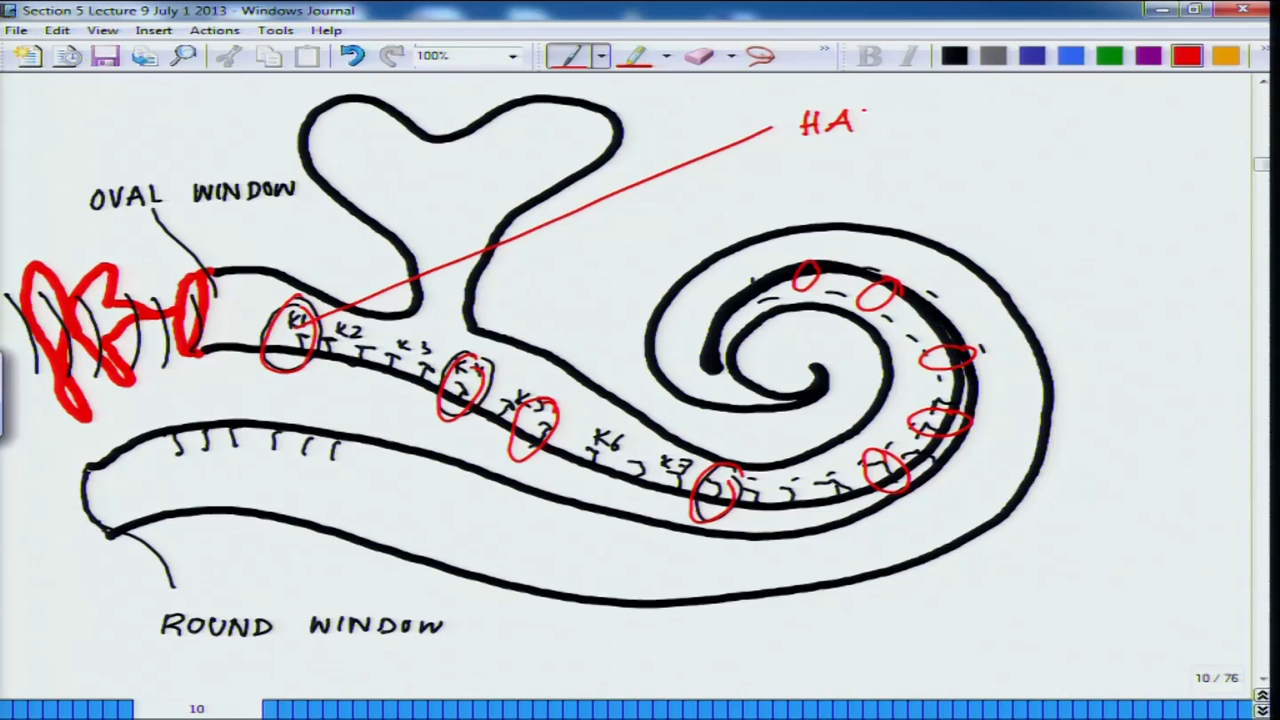 Section 5 Lecture 9 July 1 2013 - Windows Journal
File Edit View Insert Actions Tools Help
100%
B I
HA
OVAL WINDOW
K1
K2
K3
K4
K5
K6
K7
ROUND WINDOW
10 / 76
10